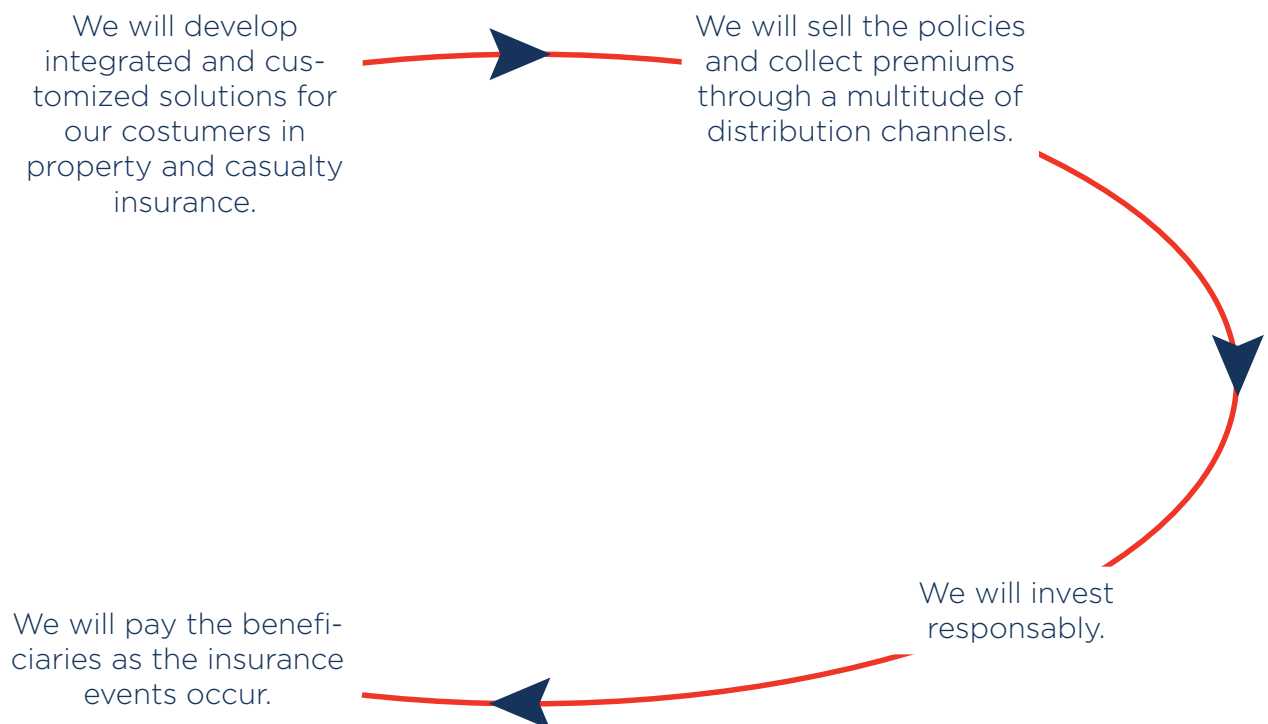 We will develop
integrated and cus-
tomized solutions for
our costumers in
property and casualty
insurance.
We will sell the policies
and collect premiums
through a multitude of
distribution channels.
We will invest
responsably.
We will pay the benefi-
ciaries as the insurance
events occur.